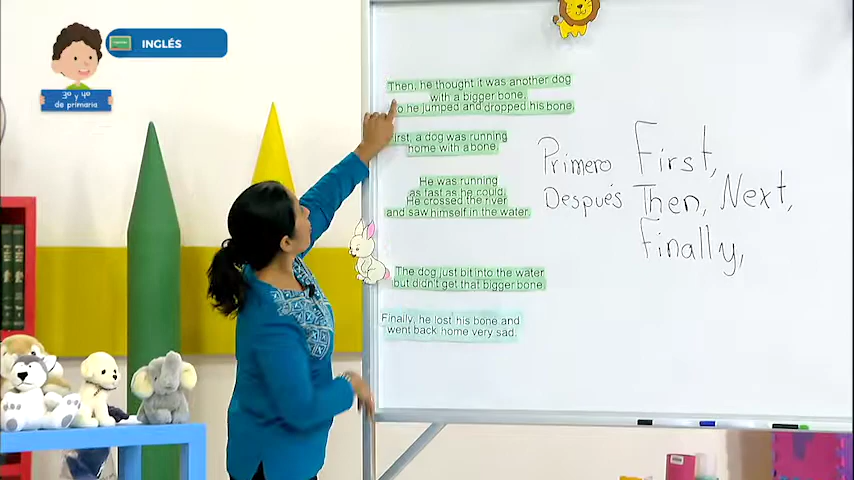 INGLÉS
3º y 4º
de primaria
Then, he thought it was another dog
with a bigger bone,
o he jumped and dropped his bone.
irst, a dog was running
home with a bone.
He was running
as fast as he could.
He crossed the river
and saw himself in the water.
The dog just bit into the water
but didn't get that bigger bone
Finally, he lost his bone and
went back home very sad.
Primero First,
Después Then, Next,
Finally,